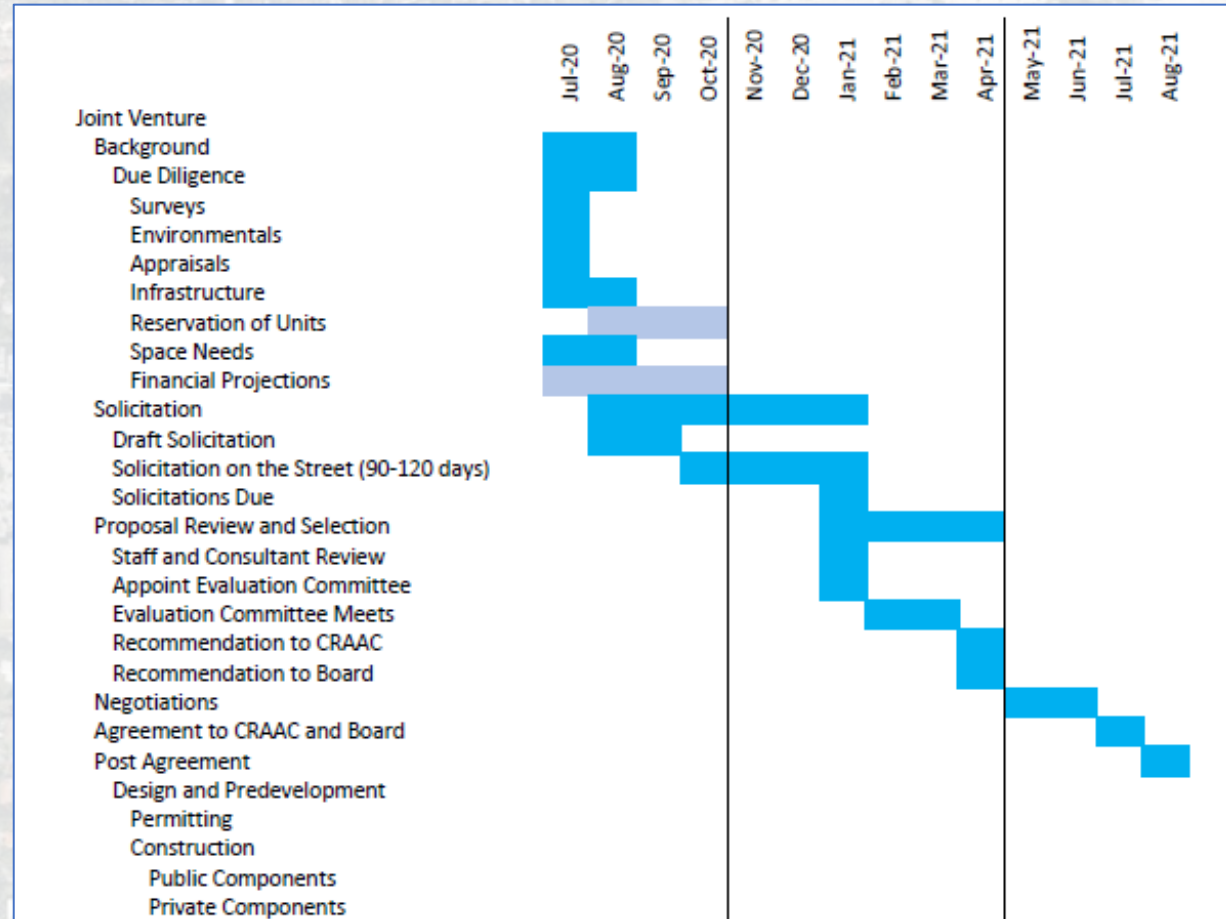 Jul-20
Aug-20
Sep-20
Oct-20
Nov-20
Dec-20
Jan-21
Feb-21
Mar-21
Apr-21
May-21
Jun-21
Jul-21
Aug-21
Joint Venture
Background
Due Diligence
Surveys
Environmentals
Appraisals
Infrastructure
Reservation of Units
Space Needs
Financial Projections
Solicitation
Draft Solicitation
Solicitation on the Street (90-120 days)
Solicitations Due
Proposal Review and Selection
Staff and Consultant Review
Appoint Evaluation Committee
Evaluation Committee Meets
Recommendation to CRAAC
Recommendation to Board
Negotiations
Agreement to CRAAC and Board
Post Agreement
Design and Predevelopment
Permitting
Construction
Public Components
Private Components